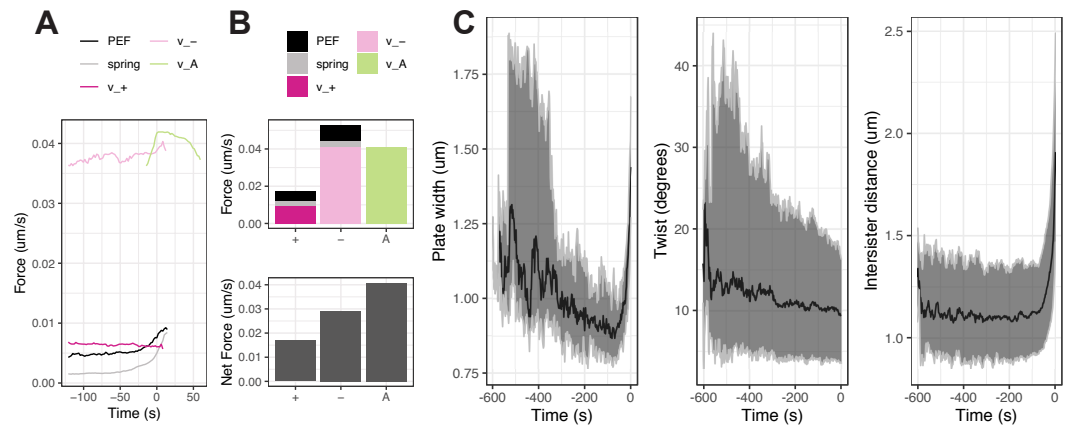 A
PEF
v_−
spring
v_A
v_+
Force (um/s)
0.04
0.01
0.00
-100
-50
0
50
Time (s)
B
PEF
v_−
spring
v_A
v_+
Force (um/s)
0.04
0.02
0.00
+
−
A
Net Force (um/s)
0.04
0.03
0.02
0.01
0.00
+
−
A
C
Plate width (um)
1.75
1.50
1.25
1.00
0.75
-600
-400
-200
0
Time (s)
Twist (degrees)
40
30
20
10
-600
-400
-200
0
Time (s)
Intersister distance (um)
2.5
2.0
1.5
1.0
-600
-400
-200
0
Time (s)